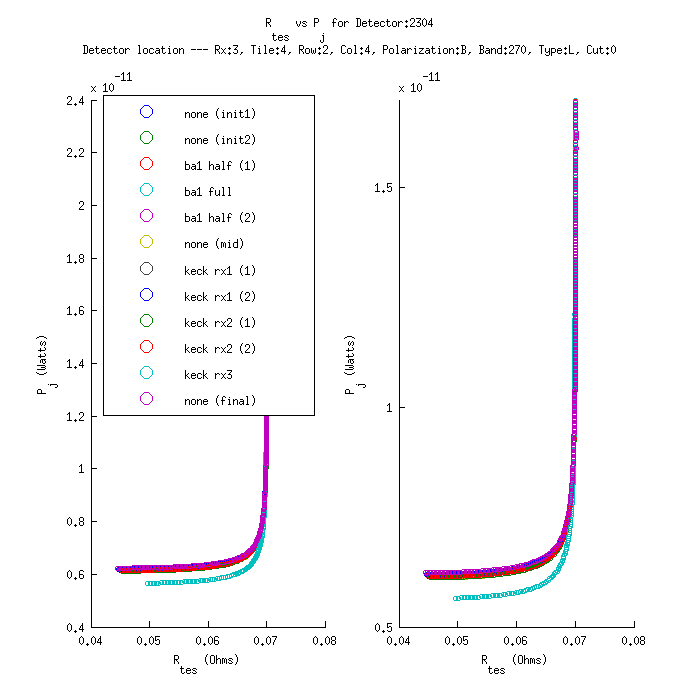 R tes vs P j for Detector:2304
Detector location --- Rx:3, Tile:4, Row:2, Col:4, Polarization:B, Band:270, Type:L, Cut:0
x 10 -11
x 10 -11
2.4
2.2
2
1.8
1.6
1.4
1.2
1
0.8
0.6
0.4
P j (Watts)
none (init1)
none (init2)
ba1 half (1)
ba1 full
ba1 half (2)
none (mid)
keck rx1 (1)
keck rx1 (2)
keck rx2 (1)
keck rx2 (2)
keck rx3
none (final)
0.04 0.05 0.06 0.07 0.08
R tes (Ohms)
1.5
1
0.5
P j (Watts)
0.04 0.05 0.06 0.07 0.08
R tes (Ohms)